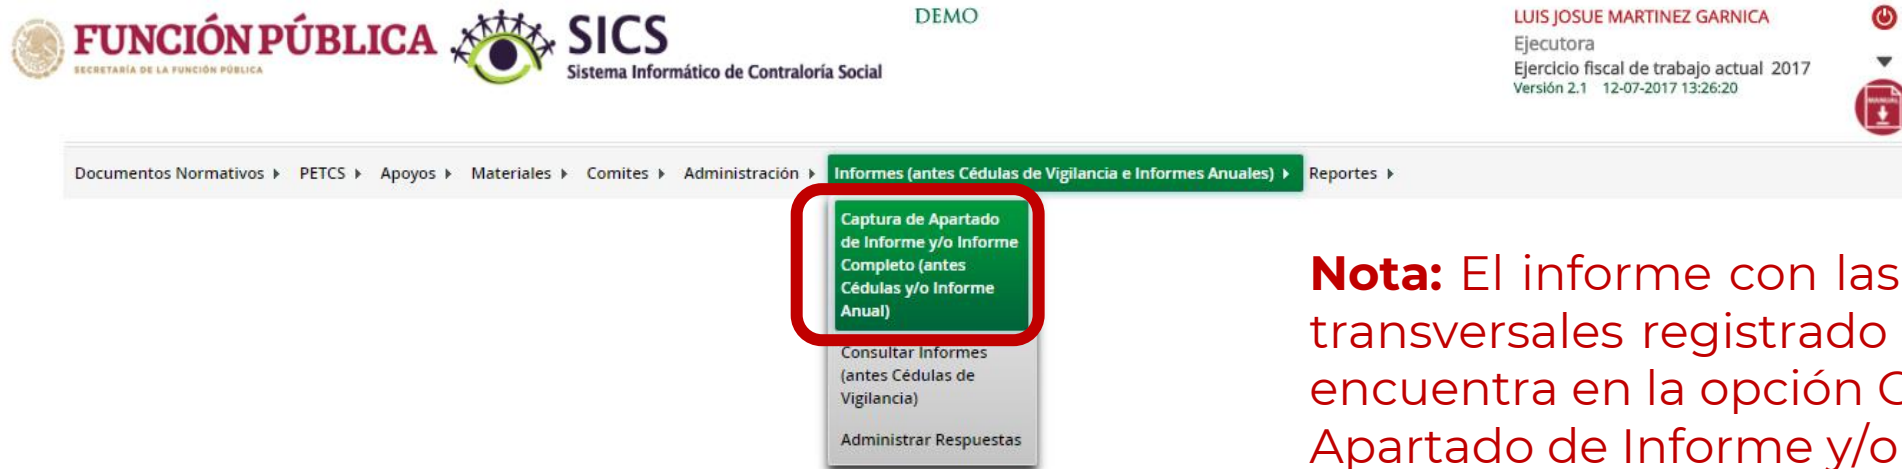 FUNCIÓN PÚBLICA
SECRETARÍA DE LA FUNCIÓN PÚBLICA
SICS
Sistema Informático de Contraloría Social
DEMO
LUIS JOSUE MARTINEZ GARNICA
Ejecutora
Ejercicio fiscal de trabajo actual 2017
Versión 2.1 12-07-2017 13:26:20
MANUAL
Documentos Normativos PETCS Apoyos Materiales Comites Administración Informes (antes Cédulas de Vigilancia e Informes Anuales) Reportes
Captura de Apartado
de Informe y/o Informe
Completo (antes
Cédulas y/o Informe
Anual)
Consultar Informes
(antes Cédulas de
Vigilancia)
Administrar Respuestas
Nota: El informe con las
transversales registrado
encuentra en la opción
Apartado de Informe y/o